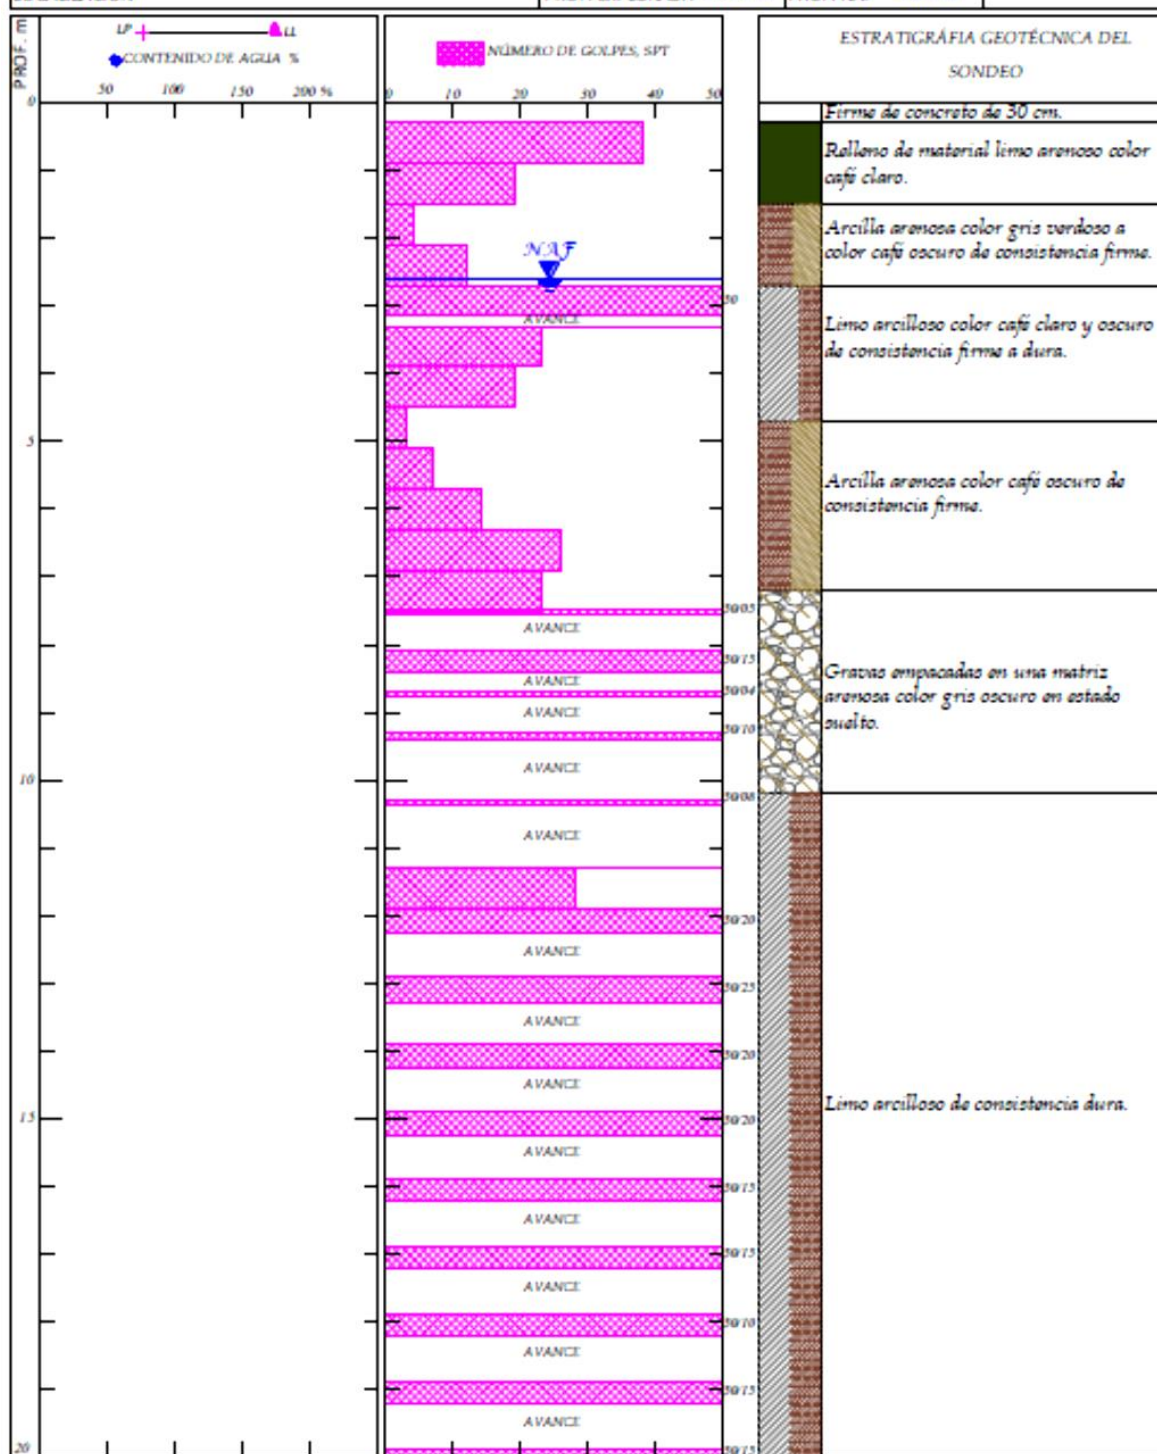 PROF. m
LP
LL
CONTENIDO DE AGUA %
50 100 150 200 %
NÚMERO DE GOLPES, SPT
0 10 20 30 40 50
ESTRATIGRÁFIA GEOTÉCNICA DEL
SONDEO
0
Firme de concreto de 30 cm.
Relleno de material limo arenoso color
café claro.
Arcilla arenosa color gris verdoso a
color café oscuro de consistencia firme.
NAF
50
AVANCE
Limo arcilloso color café claro y oscuro
de consistencia firme a dura.
5
Arcilla arenosa color café oscuro de
consistencia firme.
50/05
AVANCE
50/15
AVANCE
50/04
AVANCE
50/10
Gravas empacadas en una matriz
arenosa color gris oscuro en estado
suelto.
AVANCE
10
50/08
AVANCE
50/20
AVANCE
50/25
AVANCE
50/20
AVANCE
Limo arcilloso de consistencia dura.
15
50/20
AVANCE
50/15
AVANCE
50/15
AVANCE
50/10
AVANCE
50/15
AVANCE
20
50/15